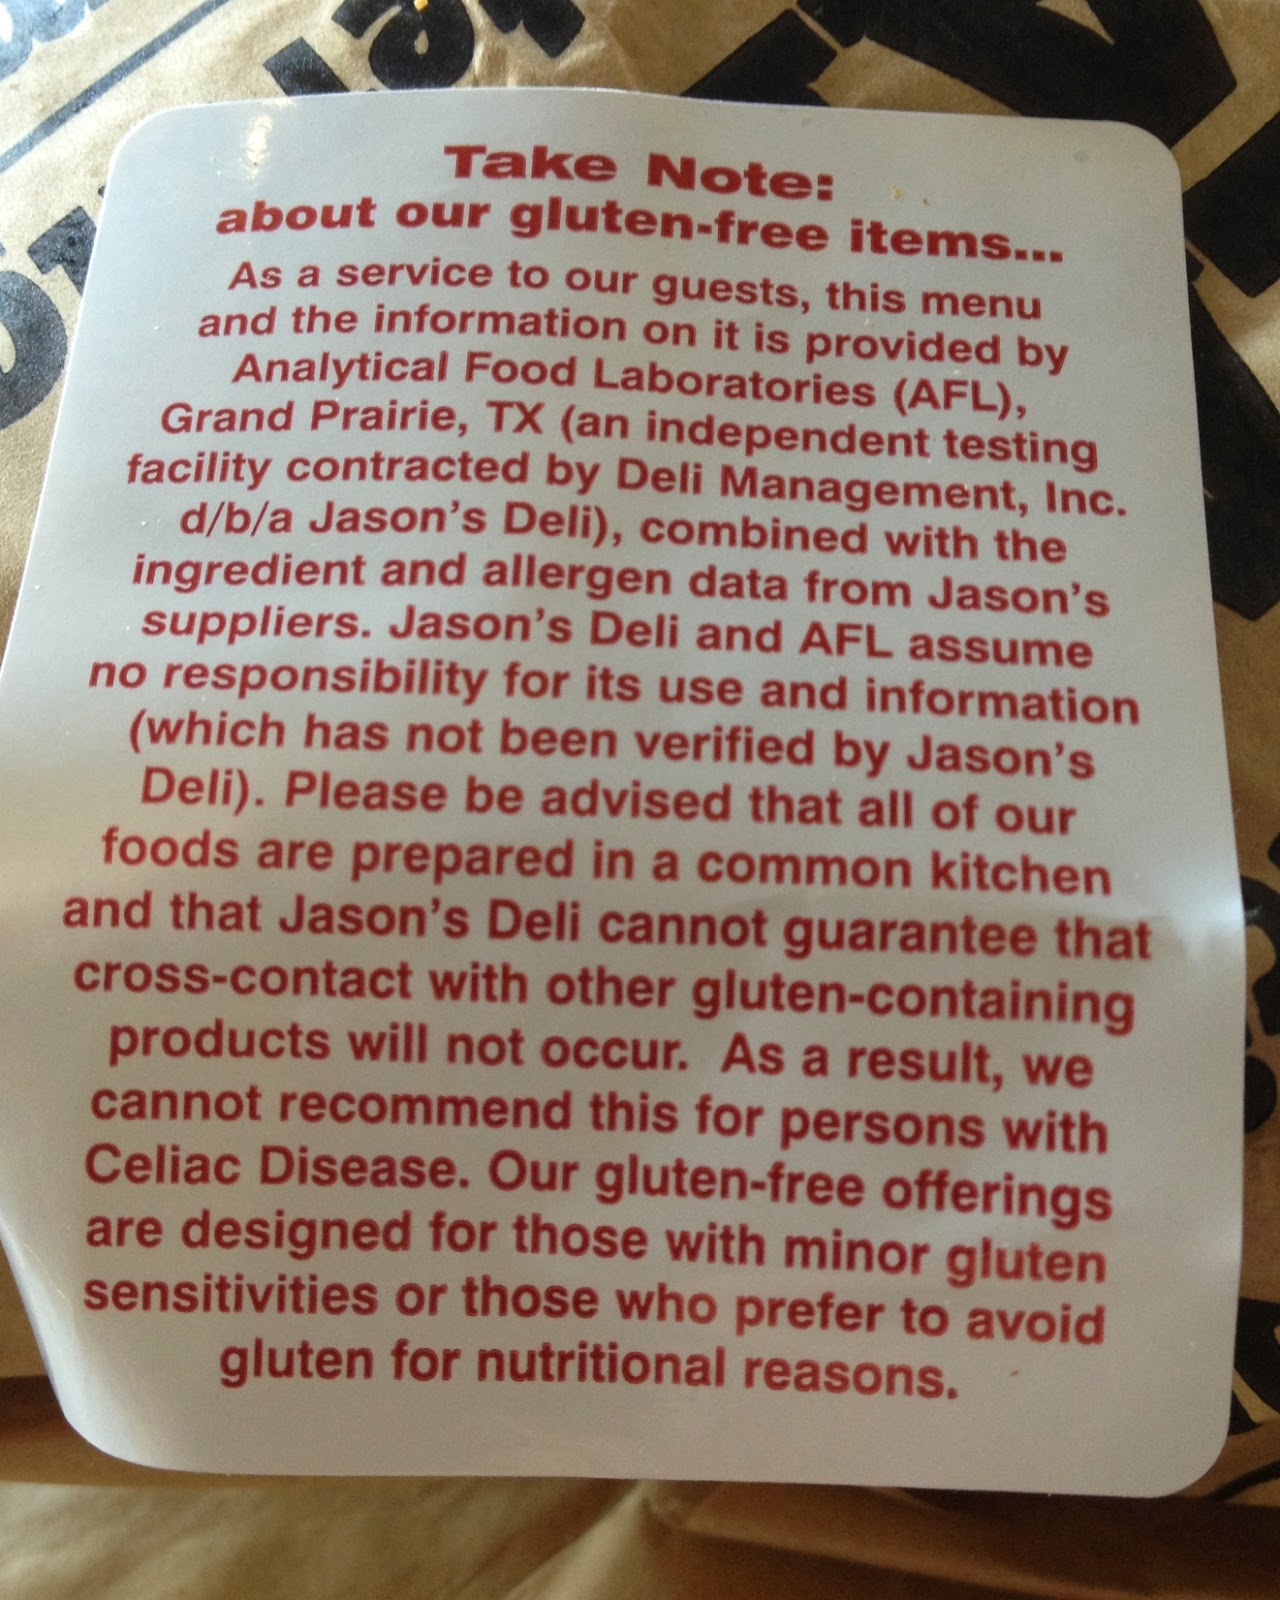 Take Note:
about our gluten-free items...
As a service to our guests, this menu
and the information on it is provided by
Analytical Food Laboratories (AFL),
Grand Prairie, TX (an independent testing
facility contracted by Deli Management, Inc.
d/b/a Jason's Deli), combined with the
ingredient and allergen data from Jason's
suppliers. Jason's Deli and AFL assume
no responsibility for its use and information
(which has not been verified by Jason's
Deli). Please be advised that all of our
foods are prepared in a common kitchen
and that Jason's Deli cannot guarantee that
cross-contact with other gluten-containing
products will not occur.  As a result, we
cannot recommend this for persons with
Celiac Disease. Our gluten-free offerings
are designed for those with minor gluten
sensitivities or those who prefer to avoid
gluten for nutritional reasons.